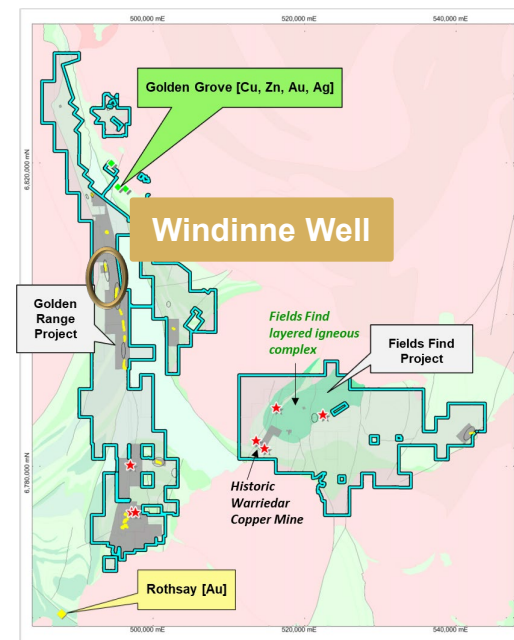 500,000 mE
520,000 mE
540,000 mE
Golden Grove [Cu, Zn, Au, Ag]
6,820,000 mN
Windinne Well
Golden
Range
Project
Fields Find
layered igneous
complex
Fields Find
Project
6,780,000 mN
Historic
Warriedar
Copper Mine
Rothsay [Au]
500,000 mE
520,000 mE
540,000 mE